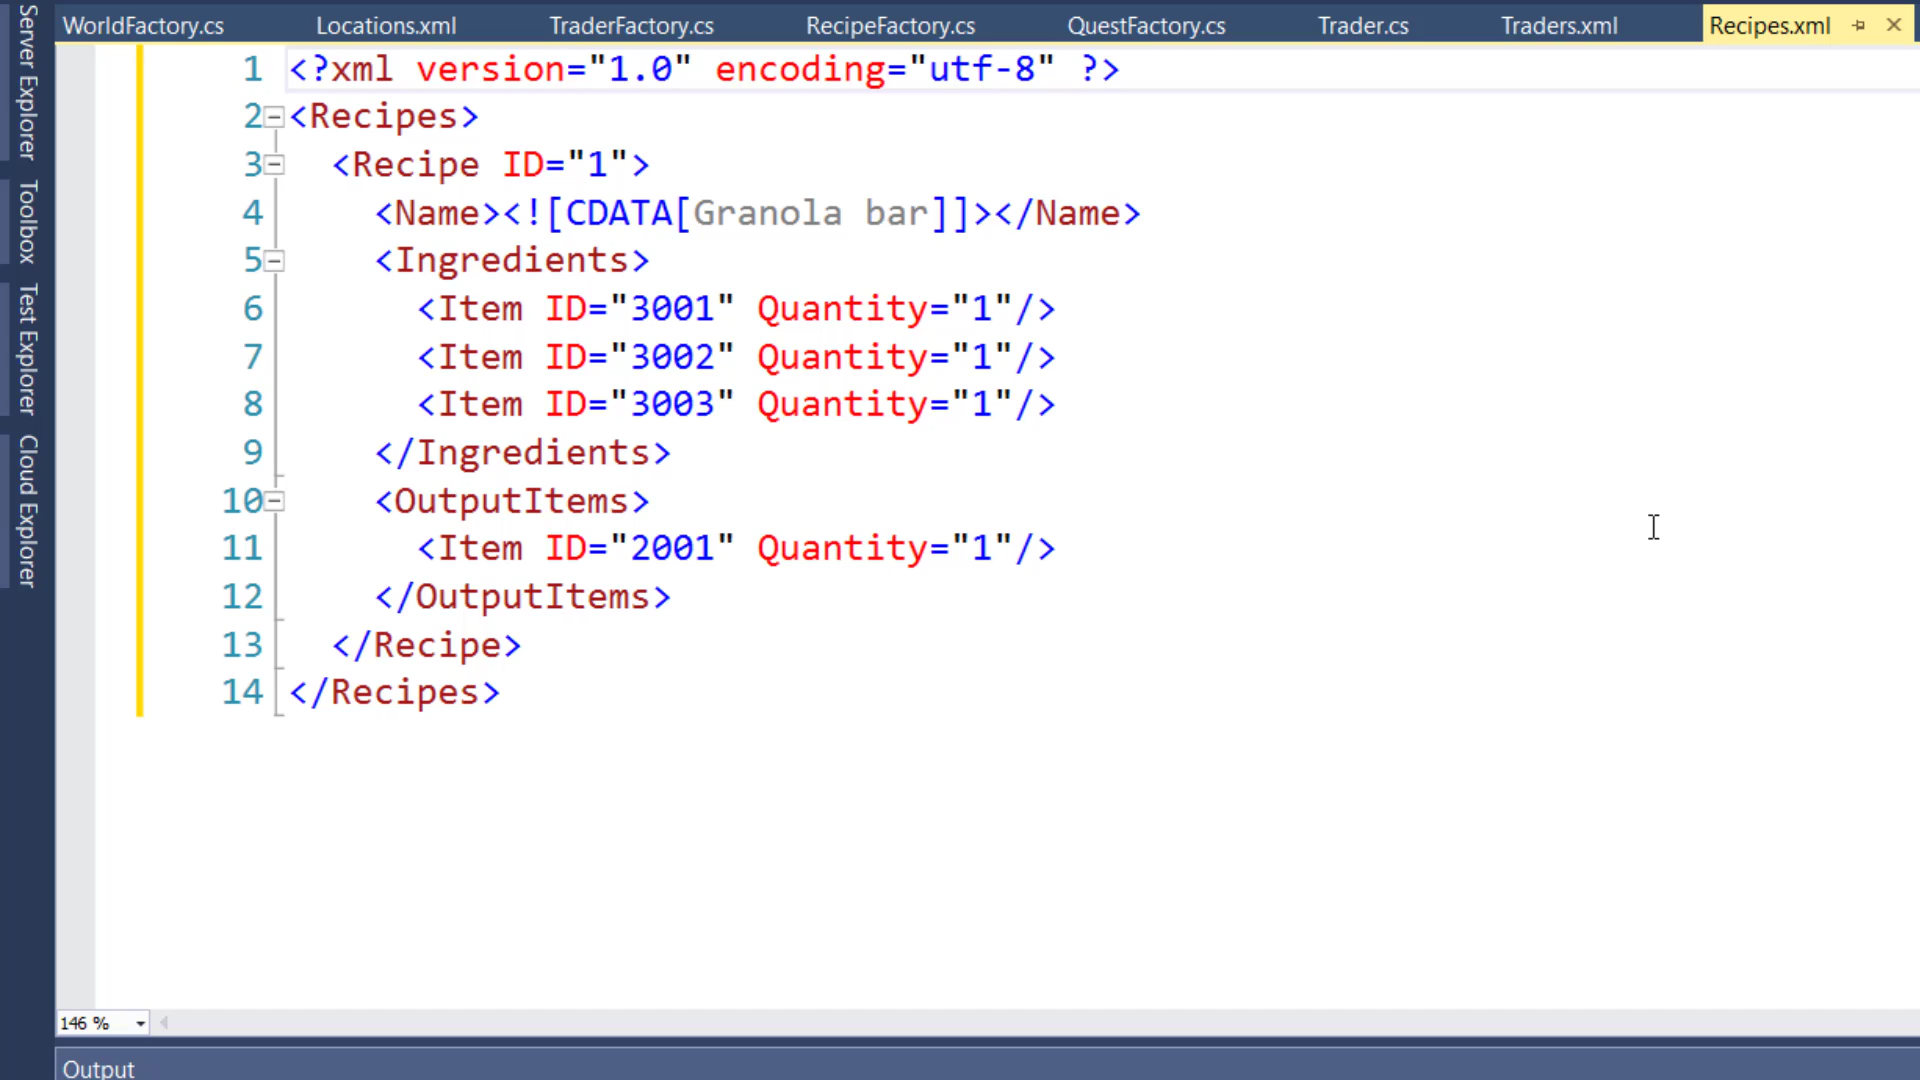 WorldFactory.cs Locations.xml TraderFactory.cs RecipeFactory.cs QuestFactory.cs Trader.cs Traders.xml Recipes.xml
Server Explorer
Toolbox
Test Explorer
Cloud Explorer
1 <?xml version="1.0" encoding="utf-8" ?>
2 <Recipes>
3   <Recipe ID="1">
4     <Name><![CDATA[Granola bar]]></Name>
5     <Ingredients>
6       <Item ID="3001" Quantity="1"/>
7       <Item ID="3002" Quantity="1"/>
8       <Item ID="3003" Quantity="1"/>
9     </Ingredients>
10     <OutputItems>
11       <Item ID="2001" Quantity="1"/>
12     </OutputItems>
13   </Recipe>
14 </Recipes>
146 %
Output